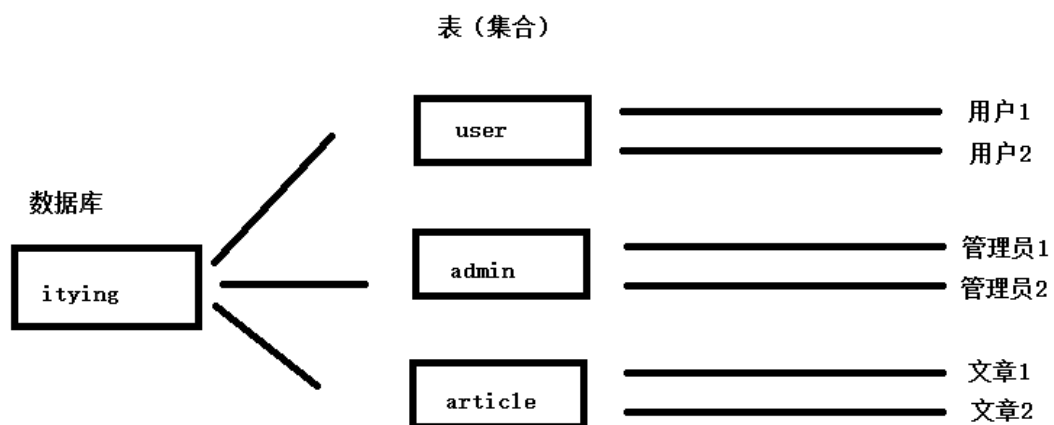 表（集合）
user
用户1
用户2
数据库
itying
admin
管理员1
管理员2
article
文章1
文章2